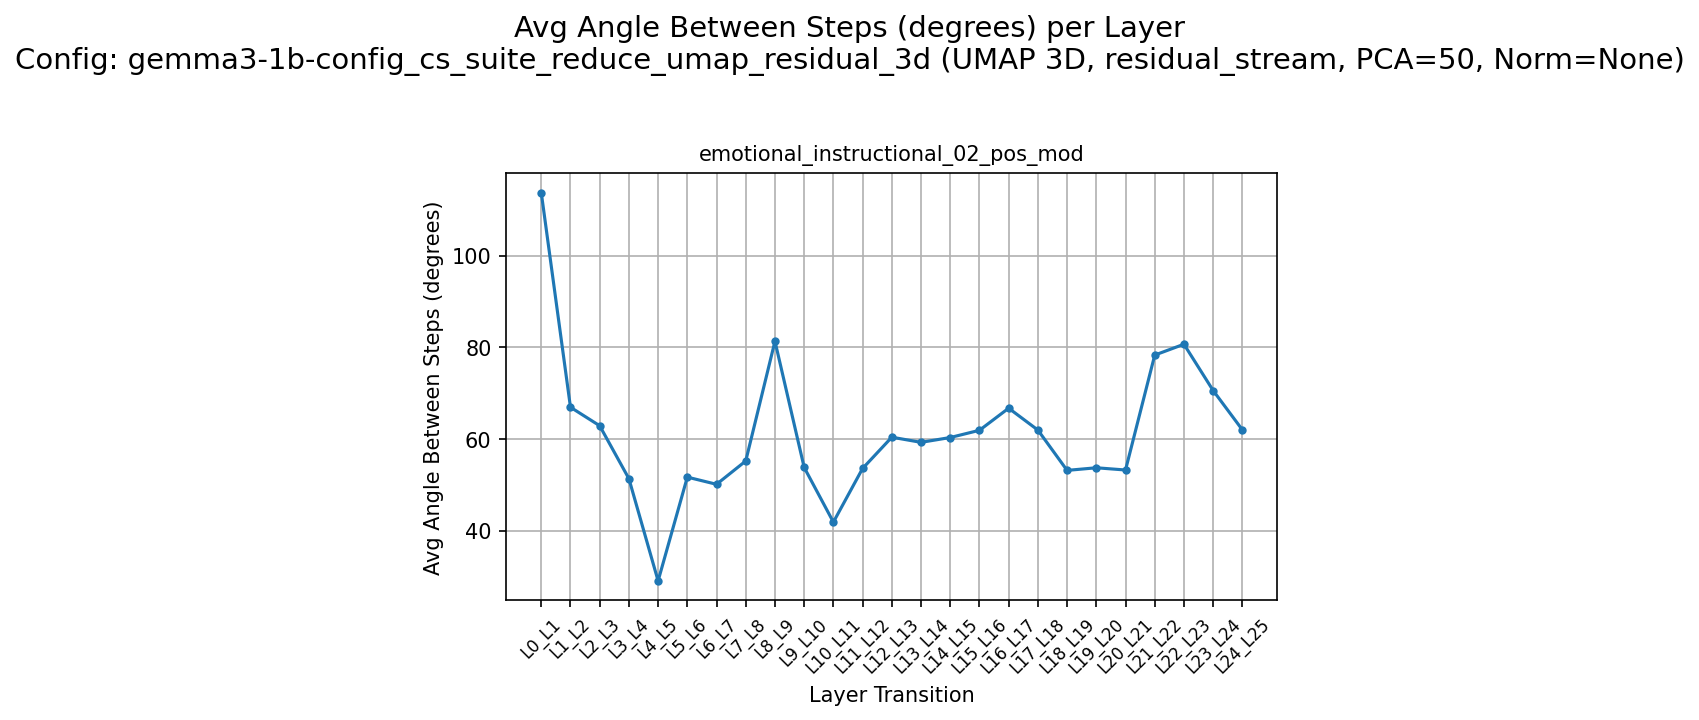 Avg Angle Between Steps (degrees) per Layer
Config: gemma3-1b-config_cs_suite_reduce_umap_residual_3d (UMAP 3D, residual_stream, PCA=50, Norm=None)
emotional_instructional_02_pos_mod
Avg Angle Between Steps (degrees)
100
80
60
40
L0_L1
L1_L2
L2_L3
L3_L4
L4_L5
L5_L6
L6_L7
L7_L8
L8_L9
L9_L10
L10_L11
L11_L12
L12_L13
L13_L14
L14_L15
L15_L16
L16_L17
L17_L18
L18_L19
L19_L20
L20_L21
L21_L22
L22_L23
L23_L24
L24_L25
Layer Transition